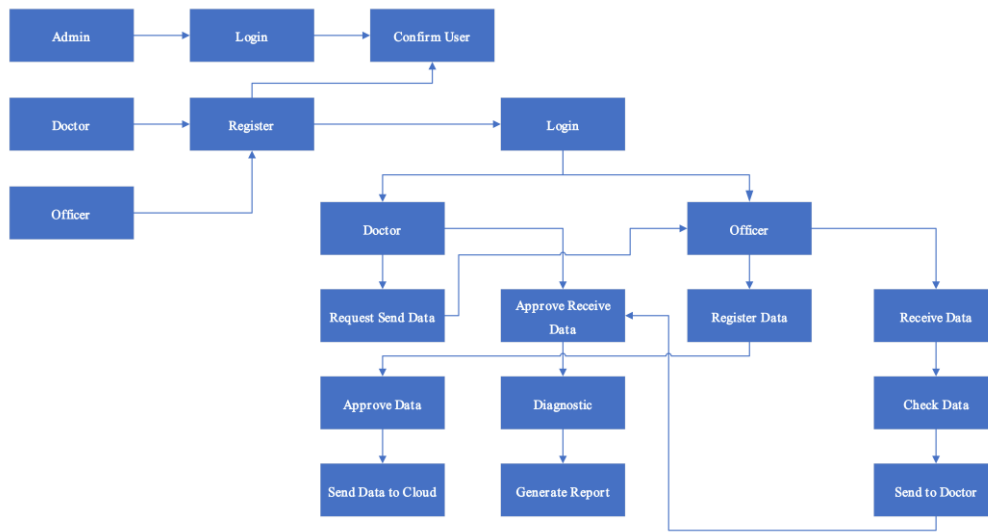 Admin
Login
Confirm User
Doctor
Register
Login
Officer
Doctor
Officer
Request Send Data
Approve Receive
Data
Register Data
Receive Data
Approve Data
Diagnostic
Check Data
Send Data to Cloud
Generate Report
Send to Doctor